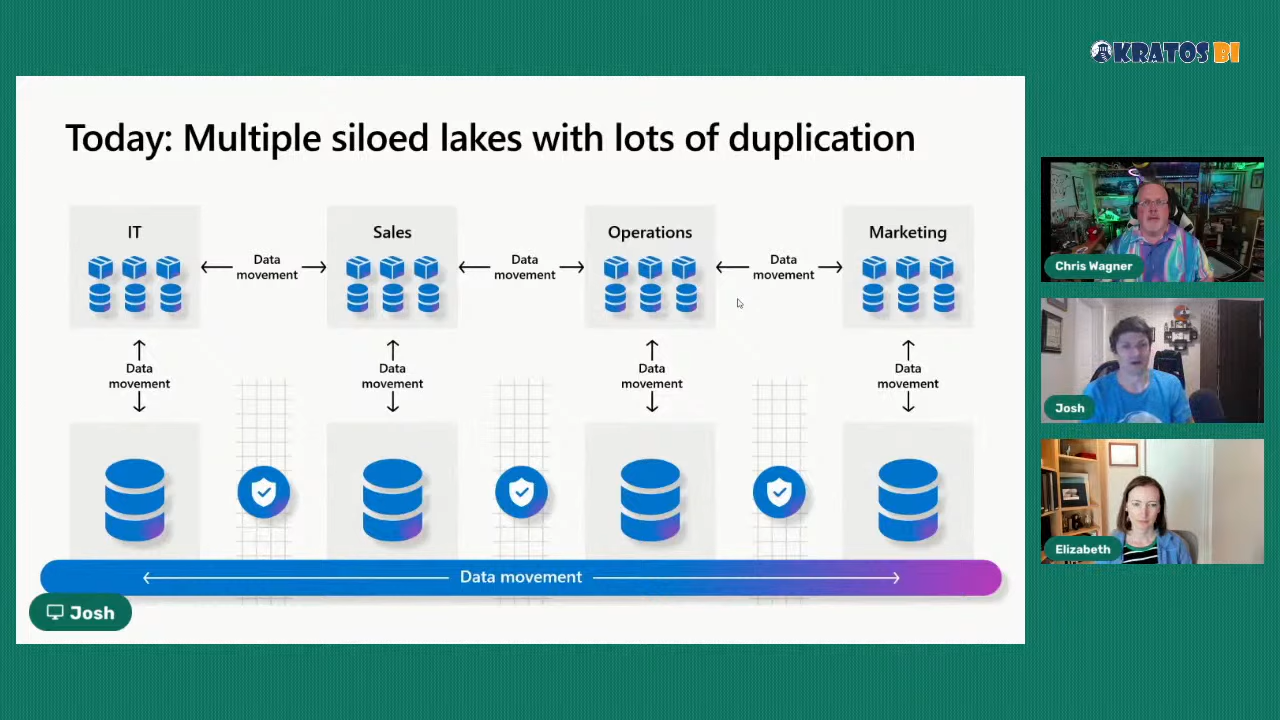 KRATOS BI
Today: Multiple siloed lakes with lots of duplication
IT
Sales
Operations
Marketing
Data
movement
Data
movement
Data
movement
Data
movement
Data
movement
Data
movement
Data
movement
Data movement
Josh
Chris Wagner
Josh
Elizabeth